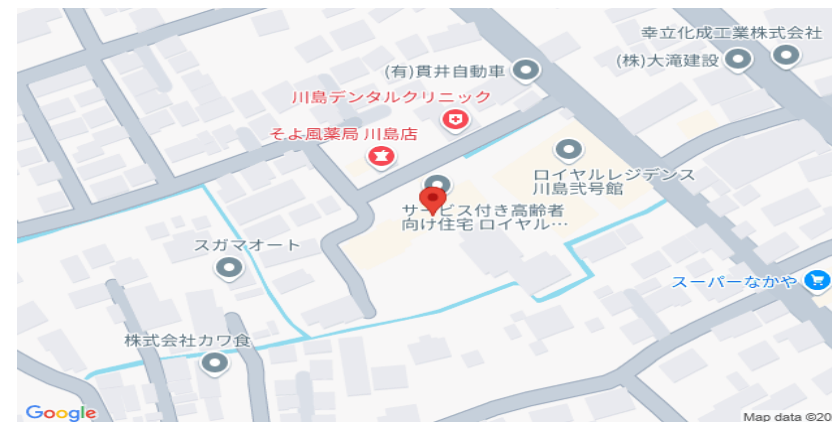 幸立化成工業株式会社
(株)大滝建設
(有)貫井自動車
川島デンタルクリニック
そよ風薬局 川島店
ロイヤルレジデンス
川島弐号館
サービス付き高齢者
向け住宅 ロイヤル…
スガマオート
スーパーなかや
株式会社カワ食
Google
Map data ©20